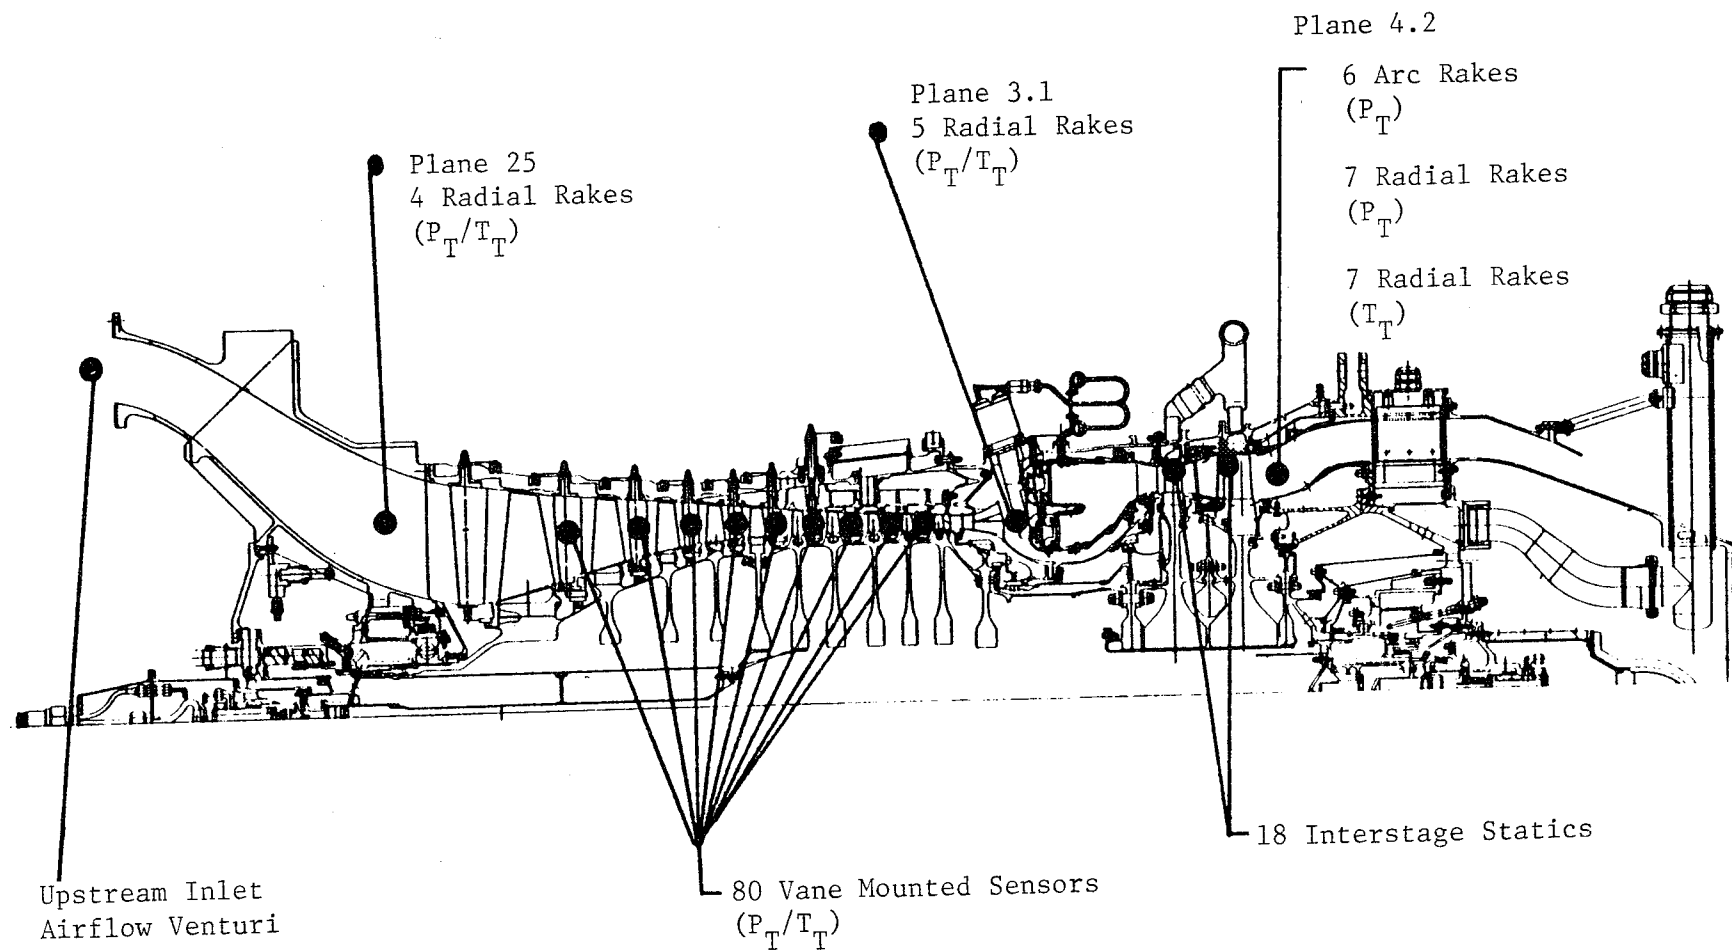 Plane 4.2
6 Arc Rakes
(P_T)
7 Radial Rakes
(P_T)
7 Radial Rakes
(T_T)
Plane 3.1
5 Radial Rakes
(P_T/T_T)
Plane 25
4 Radial Rakes
(P_T/T_T)
18 Interstage Statics
80 Vane Mounted Sensors
(P_T/T_T)
Upstream Inlet
Airflow Venturi